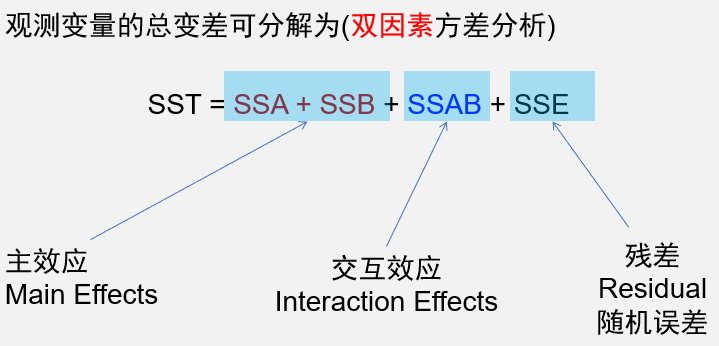 观测变量的总变差可分解为(双因素方差分析)
SST = SSA + SSB + SSAB + SSE
主效应
Main Effects
交互效应
Interaction Effects
残差
Residual
随机误差